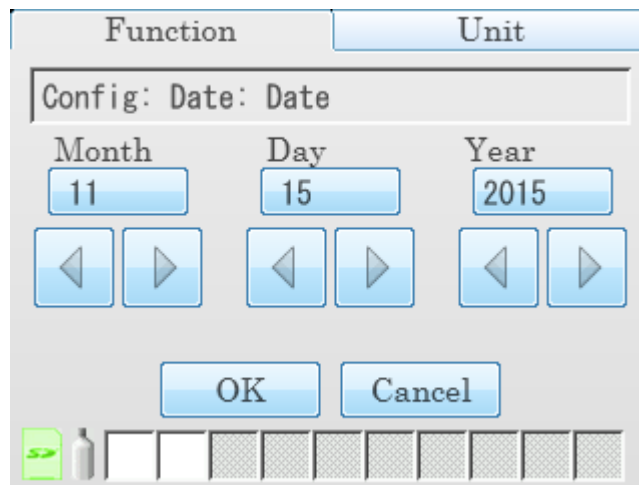 Function Unit
Config: Date: Date
Month Day Year
11 15 2015
OK Cancel